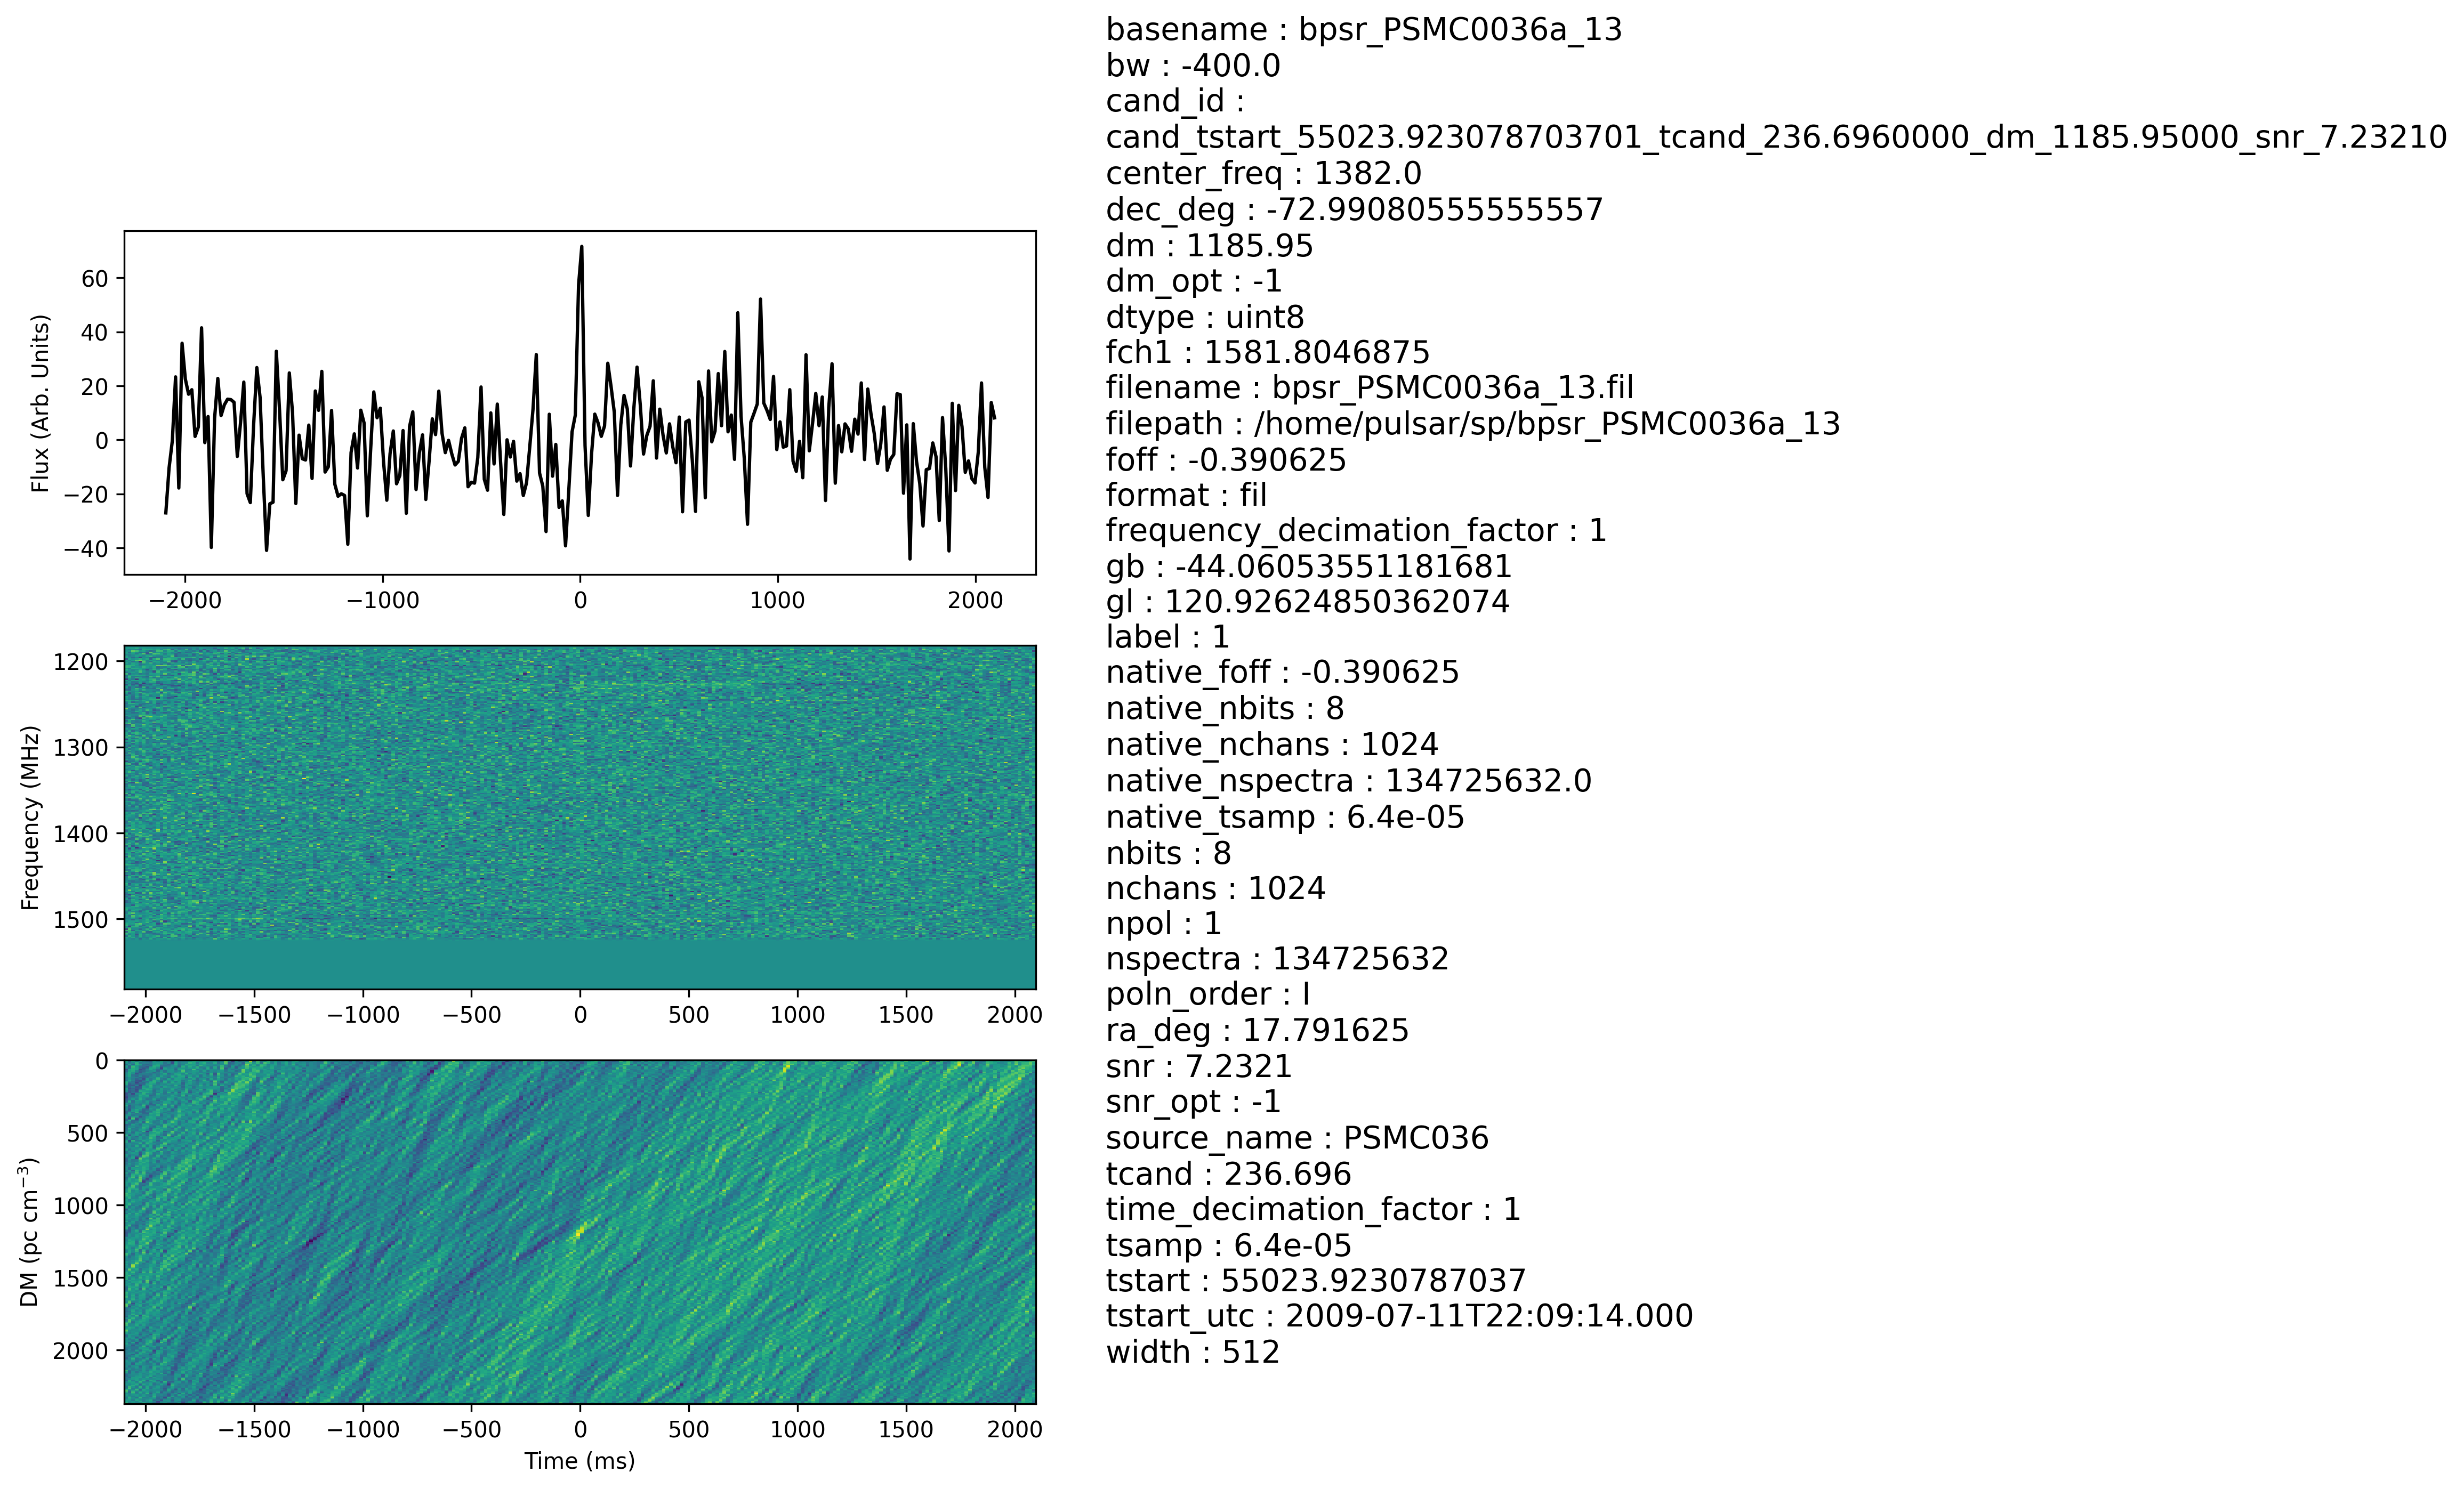 basename : bpsr_PSMC0036a_13
bw : -400.0
cand_id :
cand_tstart_55023.923078703701_tcand_236.6960000_dm_1185.95000_snr_7.23210
center_freq : 1382.0
dec_deg : -72.99080555555557
dm : 1185.95
dm_opt : -1
dtype : uint8
fch1 : 1581.8046875
filename : bpsr_PSMC0036a_13.fil
filepath : /home/pulsar/sp/bpsr_PSMC0036a_13
foff : -0.390625
format : fil
frequency_decimation_factor : 1
gb : -44.06053551181681
gl : 120.92624850362074
label : 1
native_foff : -0.390625
native_nbits : 8
native_nchans : 1024
native_nspectra : 134725632.0
native_tsamp : 6.4e-05
nbits : 8
nchans : 1024
npol : 1
nspectra : 134725632
poln_order : I
ra_deg : 17.791625
snr : 7.2321
snr_opt : -1
source_name : PSMC036
tcand : 236.696
time_decimation_factor : 1
tsamp : 6.4e-05
tstart : 55023.9230787037
tstart_utc : 2009-07-11T22:09:14.000
width : 512
Flux (Arb. Units)
60
40
20
0
−20
−40
−2000 −1000 0 1000 2000
Frequency (MHz)
1200
1300
1400
1500
−2000 −1500 −1000 −500 0 500 1000 1500 2000
DM (pc cm−3)
0
500
1000
1500
2000
−2000 −1500 −1000 −500 0 500 1000 1500 2000
Time (ms)